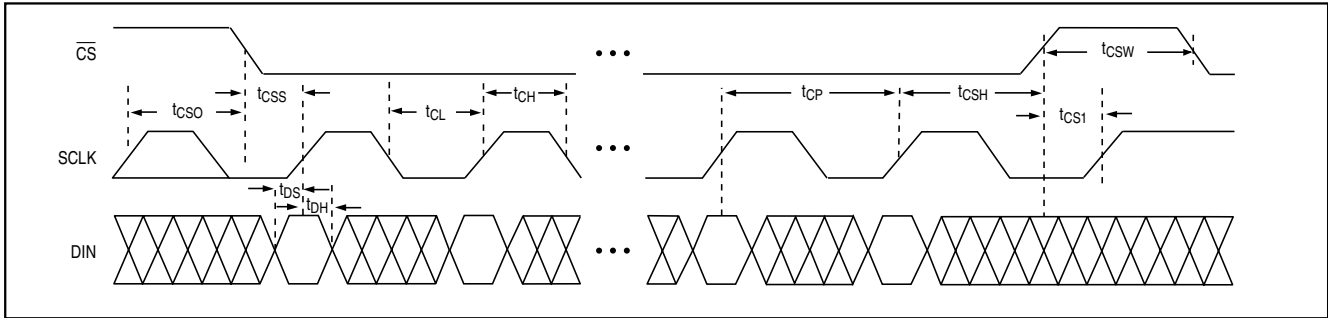 CS
tCSW
tCSS
tCSO
tCL
tCH
tCP
tCSH
tCS1
SCLK
tDS
tDH
DIN